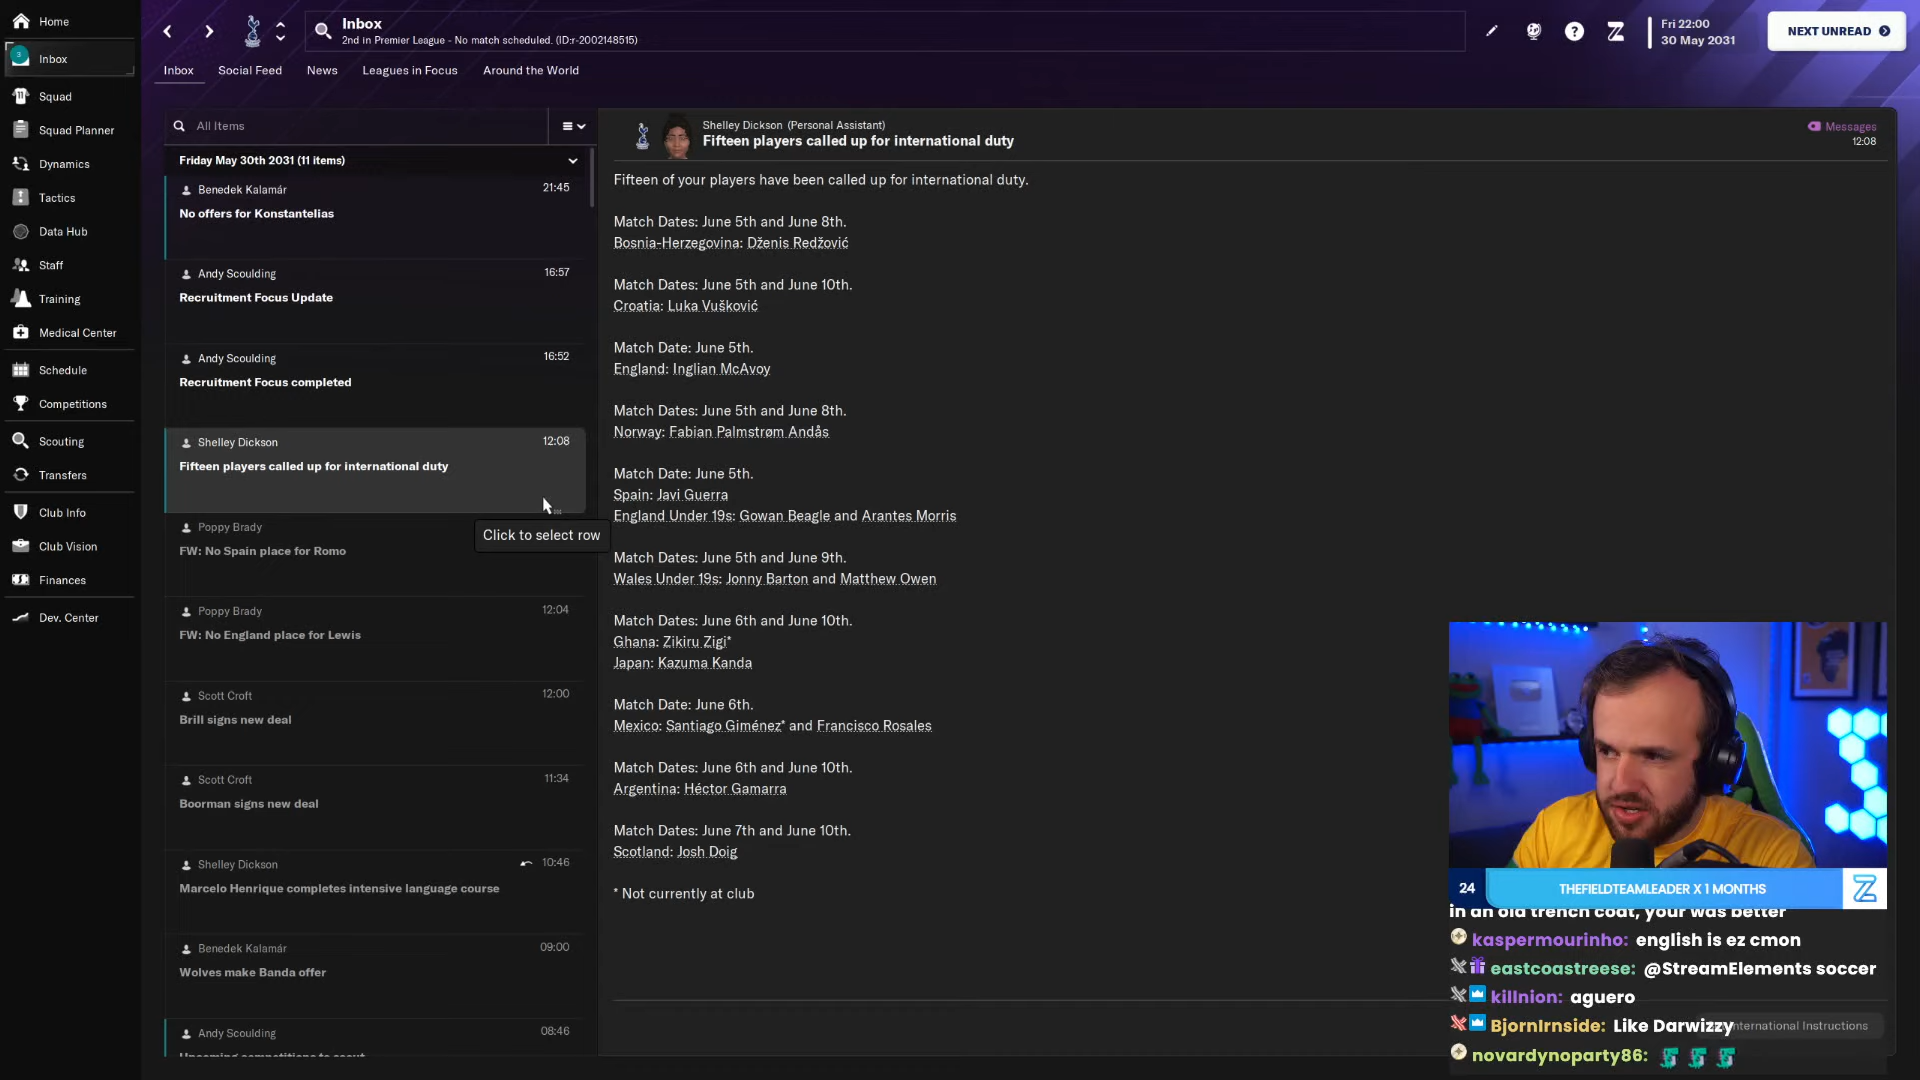 Home
Inbox
3
Squad
Squad Planner
Dynamics
Tactics
Data Hub
Staff
Training
Medical Center
Schedule
Competitions
Scouting
Transfers
Club Info
Club Vision
Finances
Dev. Center
Inbox
2nd in Premier League - No match scheduled. (ID:r-2002148515)
Fri 22:00
30 May 2031
NEXT UNREAD
Inbox
Social Feed
News
Leagues in Focus
Around the World
All Items
Friday May 30th 2031 (11 items)
Benedek Kalamár
21:45
No offers for Konstantelias
Andy Scoulding
16:57
Recruitment Focus Update
Andy Scoulding
16:52
Recruitment Focus completed
Shelley Dickson
12:08
Fifteen players called up for international duty
Poppy Brady
FW: No Spain place for Romo
Click to select row
Poppy Brady
12:04
FW: No England place for Lewis
Scott Croft
12:00
Brill signs new deal
Scott Croft
11:34
Boorman signs new deal
Shelley Dickson
10:46
Marcelo Henrique completes intensive language course
Benedek Kalamár
09:00
Wolves make Banda offer
Andy Scoulding
08:46
Upcoming competitions to scout
Shelley Dickson (Personal Assistant)
Fifteen players called up for international duty
Messages
12:08
Fifteen of your players have been called up for international duty.
Match Dates: June 5th and June 8th.
Bosnia-Herzegovina: Dženis Redžović
Match Dates: June 5th and June 10th.
Croatia: Luka Vušković
Match Date: June 5th.
England: Inglian McAvoy
Match Dates: June 5th and June 8th.
Norway: Fabian Palmstrøm Andås
Match Date: June 5th.
Spain: Javi Guerra
England Under 19s: Gowan Beagle and Arantes Morris
Match Dates: June 5th and June 9th.
Wales Under 19s: Jonny Barton and Matthew Owen
Match Dates: June 6th and June 10th.
Ghana: Zikiru Zigi*
Japan: Kazuma Kanda
Match Date: June 6th.
Mexico: Santiago Giménez* and Francisco Rosales
Match Dates: June 6th and June 10th.
Argentina: Héctor Gamarra
Match Dates: June 7th and June 10th.
Scotland: Josh Doig
* Not currently at club
24
THEFIELDTEAMLEADER X 1 MONTHS
in an old trench coat, your was better
kaspermourinho: english is ez cmon
eastcoastreese: @StreamElements soccer
killnion: aguero
BjornIrnside: Like Darwizzy
International Instructions
novardynoparty86: